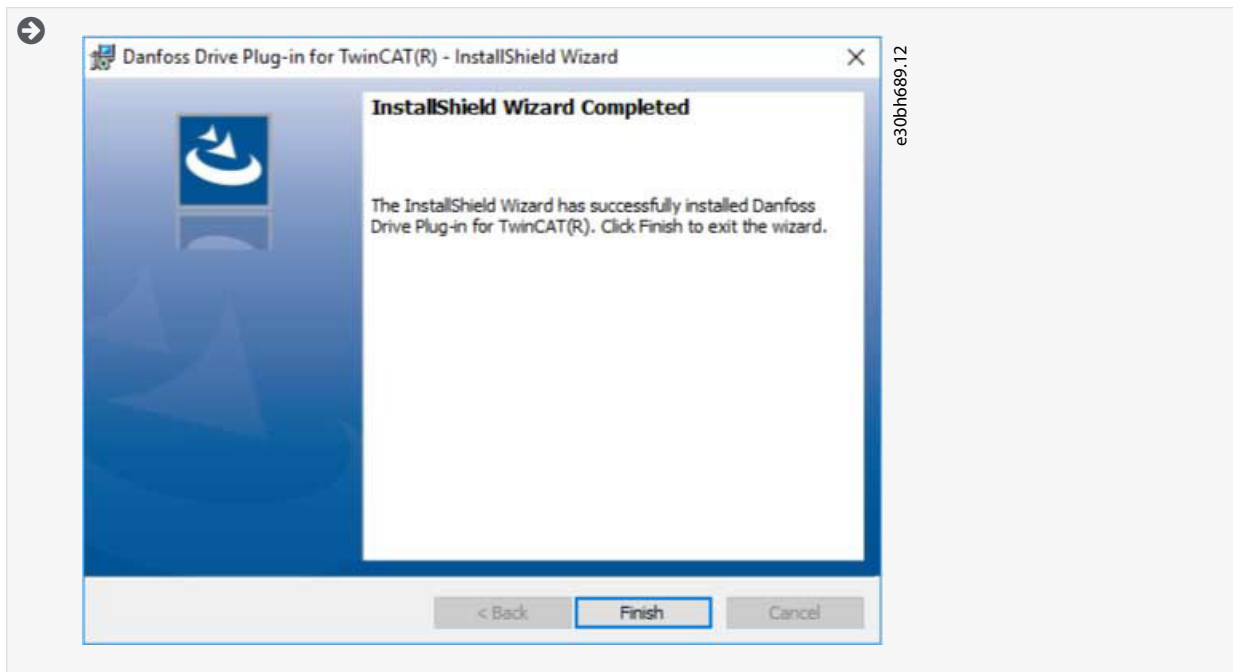 Danfoss Drive Plug-in for TwinCAT(R) - InstallShield Wizard
InstallShield Wizard Completed
The InstallShield Wizard has successfully installed Danfoss
Drive Plug-in for TwinCAT(R). Click Finish to exit the wizard.
< Back
Finish
Cancel
e30bh689.12